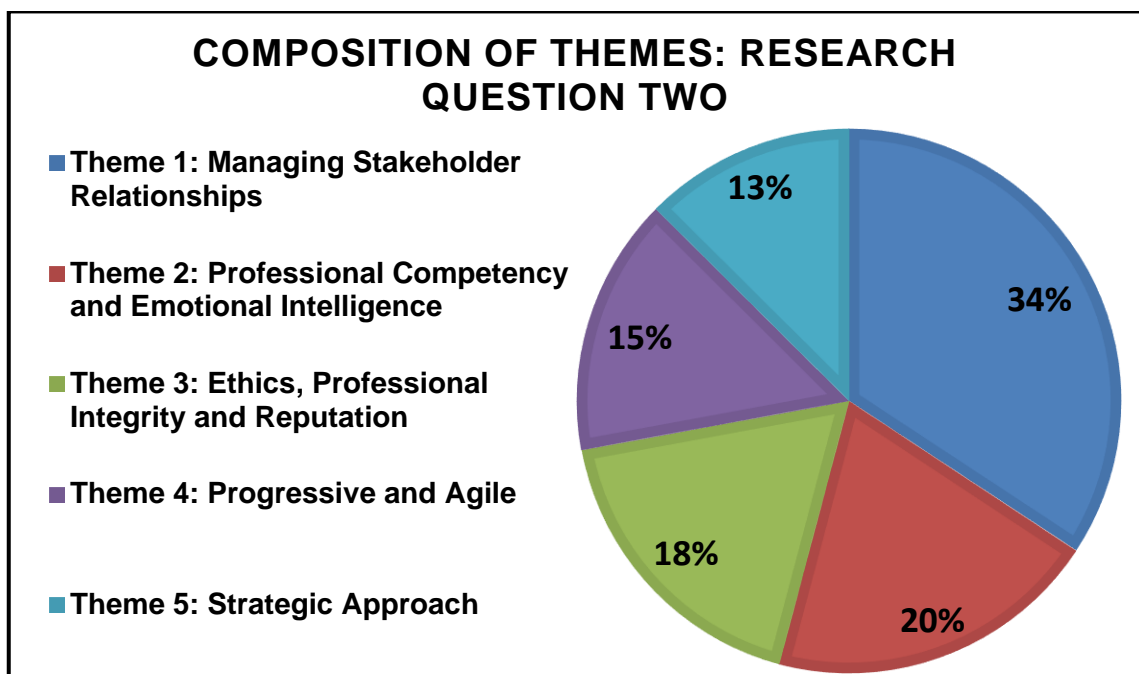 COMPOSITION OF THEMES: RESEARCH
QUESTION TWO
Theme 1: Managing Stakeholder
Relationships
Theme 2: Professional Competency
and Emotional Intelligence
Theme 3: Ethics, Professional
Integrity and Reputation
Theme 4: Progressive and Agile
Theme 5: Strategic Approach
34%
20%
18%
15%
13%